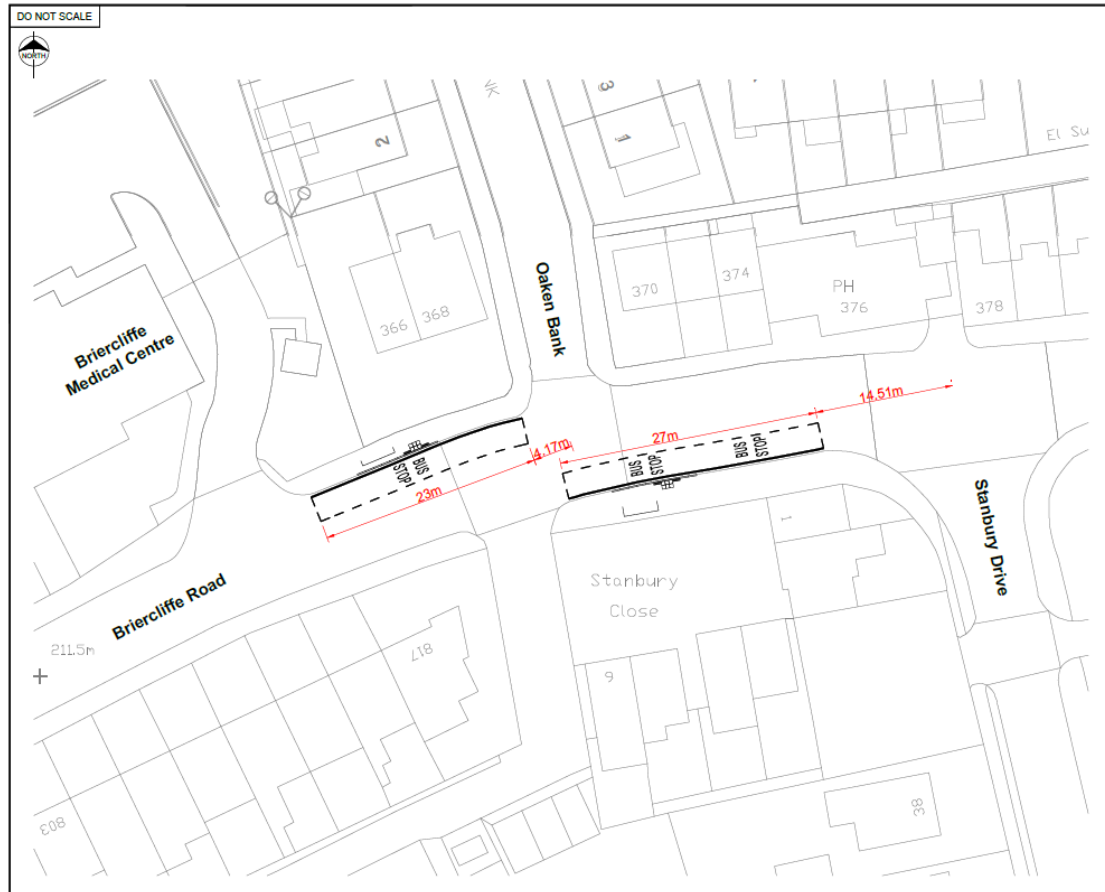 DO NOT SCALE
NORTH
NK
2
3
1
El Su
366
368
Oaken Bank
370
374
PH
376
378
Briercliffe
Medical Centre
14.51m
27m
4.17m
23m
BUS
STOP
BUS
STOP
BUS
STOP
Stanbury Drive
Stanbury
Close
1
Briercliffe Road
211.5m
817
6
803
38